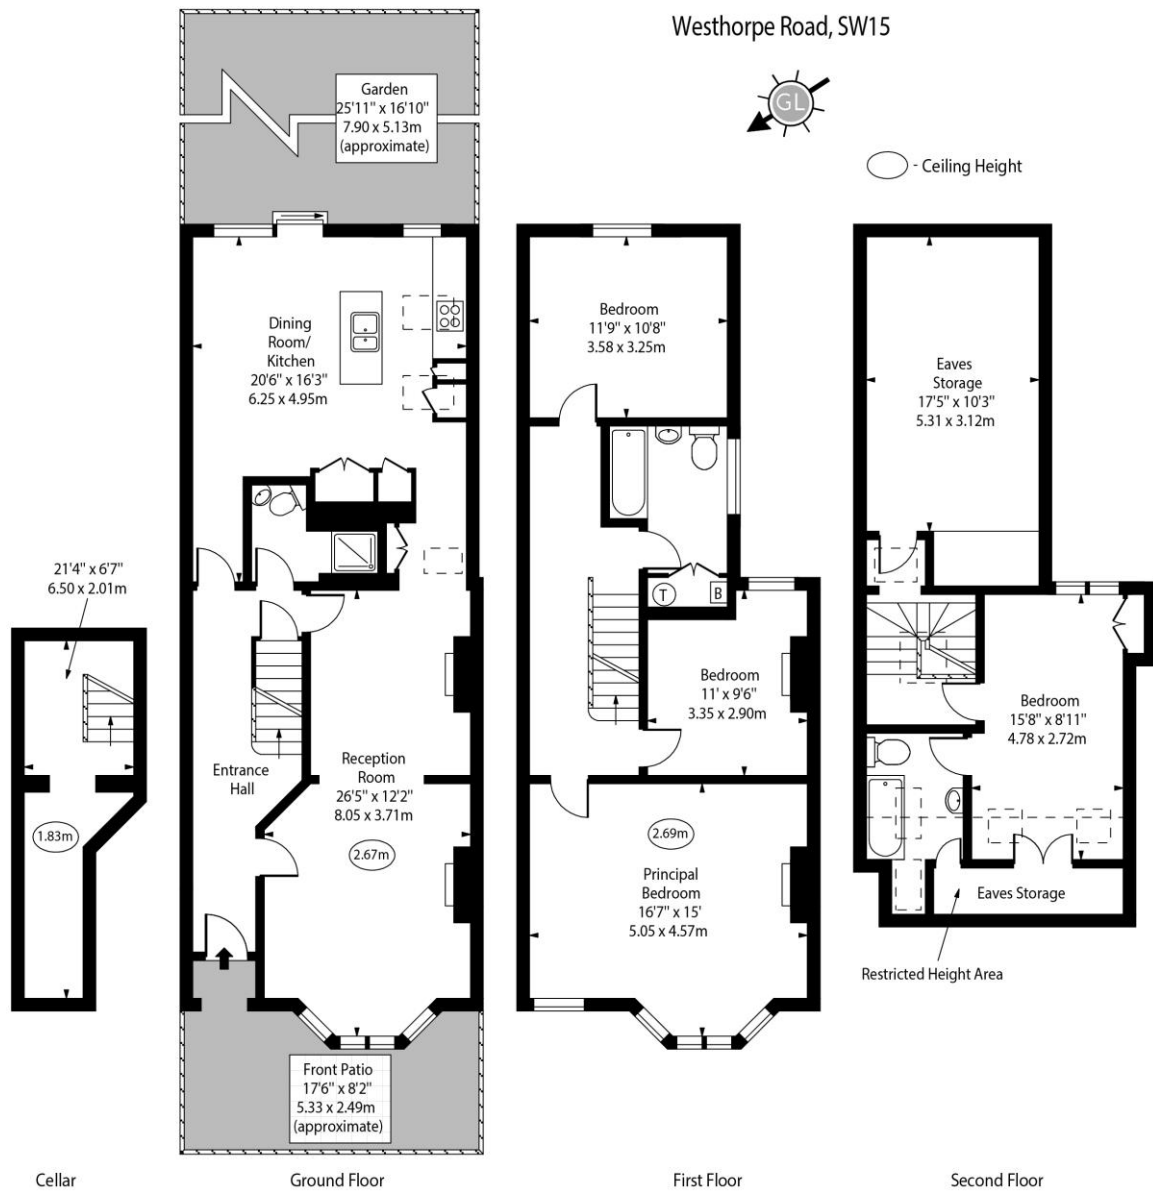 Westhorpe Road, SW15
GL
- Ceiling Height
Garden
25'11" x 16'10"
7.90 x 5.13m
(approximate)
Dining
Room/
Kitchen
20'6" x 16'3"
6.25 x 4.95m
Bedroom
11'9" x 10'8"
3.58 x 3.25m
Eaves
Storage
17'5" x 10'3"
5.31 x 3.12m
21'4" x 6'7"
6.50 x 2.01m
T
B
Bedroom
11' x 9'6"
3.35 x 2.90m
Bedroom
15'8" x 8'11"
4.78 x 2.72m
Entrance
Hall
Reception
Room
26'5" x 12'2"
8.05 x 3.71m
2.67m
1.83m
2.69m
Principal
Bedroom
16'7" x 15'
5.05 x 4.57m
Eaves Storage
Restricted Height Area
Front Patio
17'6" x 8'2"
5.33 x 2.49m
(approximate)
Cellar
Ground Floor
First Floor
Second Floor